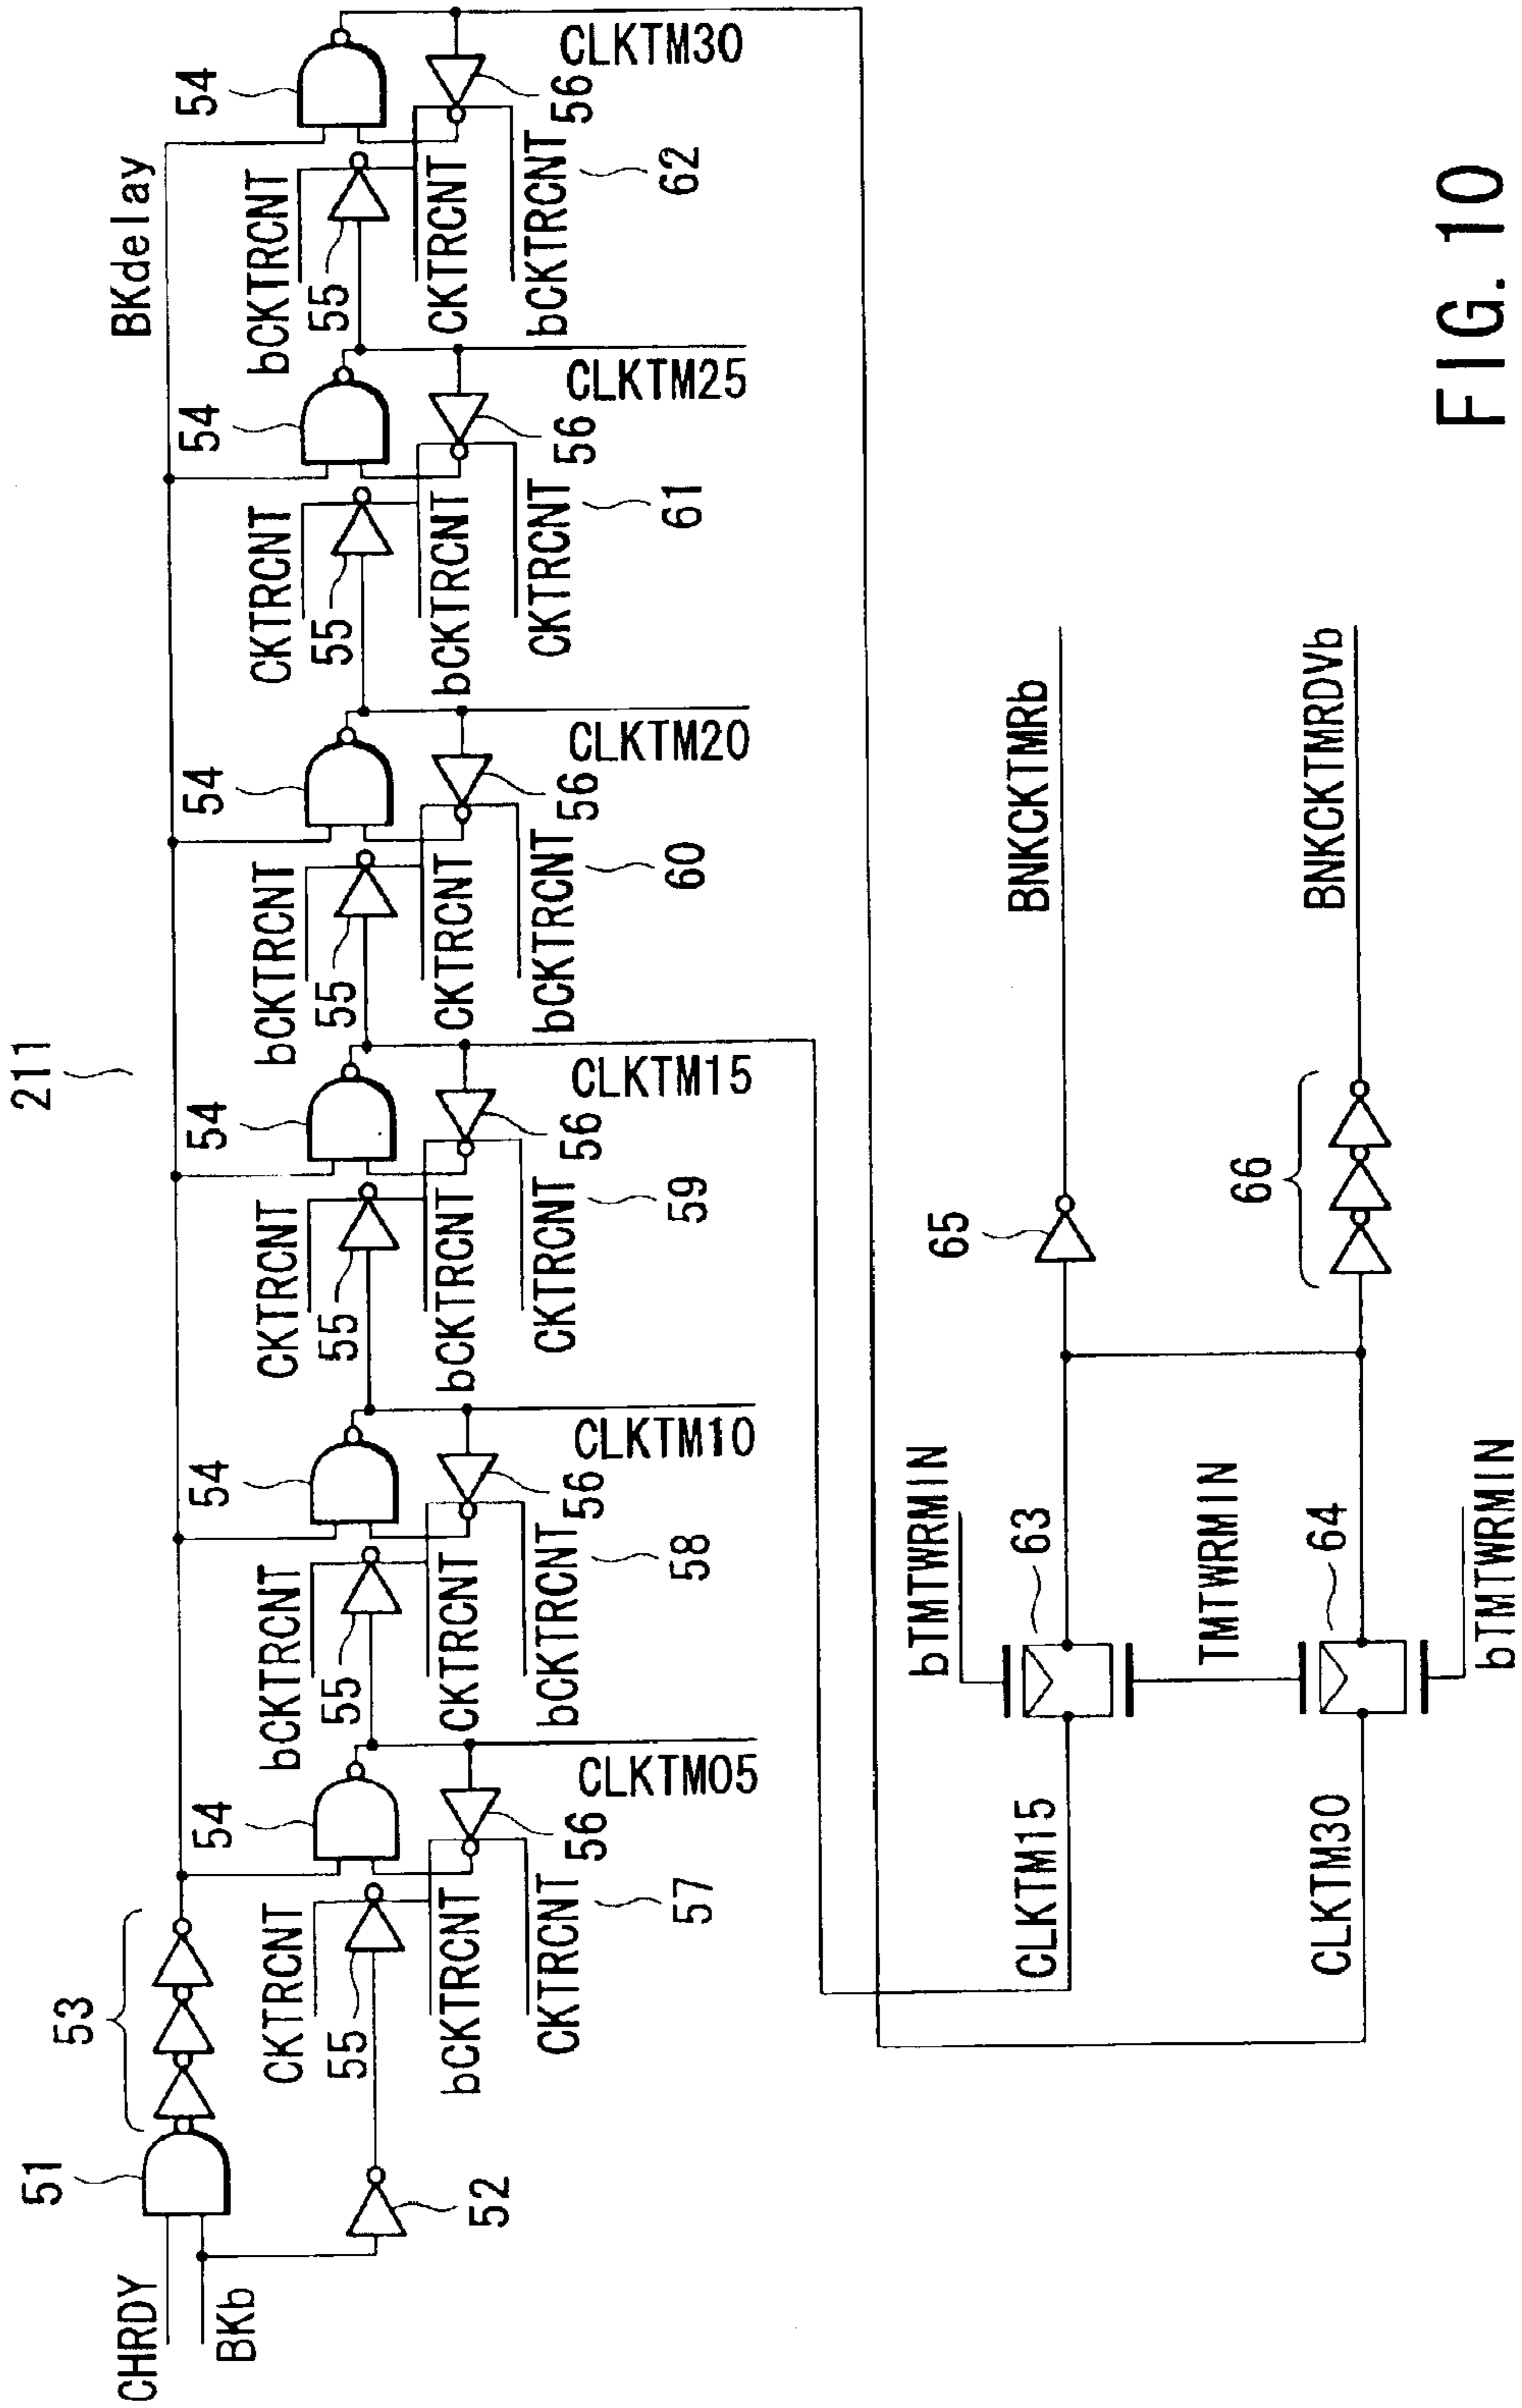 211
CHRDY
BKb
51
52
53
BKdelay
54
54
54
54
54
54
CKTRCNT
55
bCKTRCNT
CKTRCNT
56
57
CLKTM05
bCKTRCNT
55
CKTRCNT
bCKTRCNT
56
58
CLKTM10
CKTRCNT
55
bCKTRCNT
CKTRCNT
56
59
CLKTM15
bCKTRCNT
55
CKTRCNT
bCKTRCNT
56
60
CLKTM20
CKTRCNT
55
bCKTRCNT
CKTRCNT
56
61
CLKTM25
bCKTRCNT
55
CKTRCNT
bCKTRCNT
56
62
CLKTM30
bTMTWRMIN
CLKTM15
63
65
BNKCKTMRb
TMTWRMIN
CLKTM30
64
66
BNKCKTMRDVb
bTMTWRMIN
FIG. 10